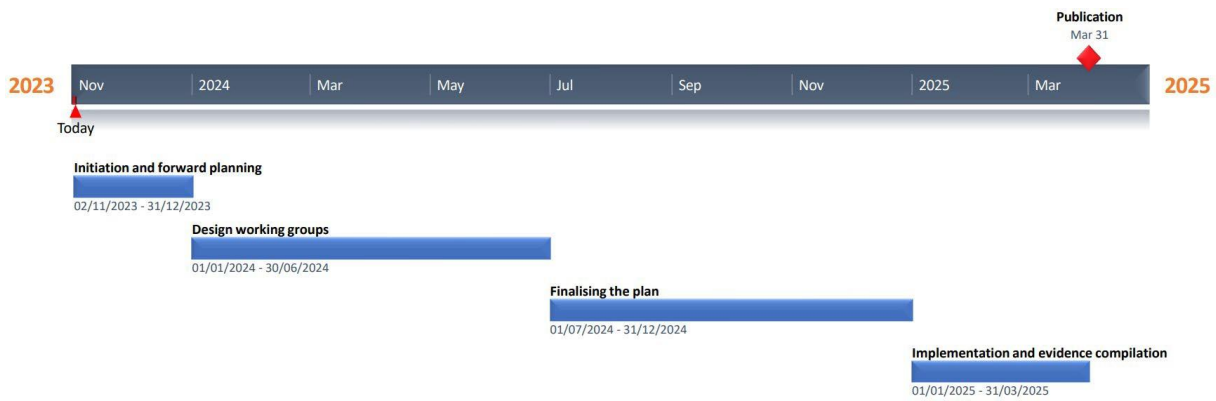 Publication
Mar 31
2023 Nov 2024 Mar May Jul Sep Nov 2025 Mar 2025
Today
Initiation and forward planning
02/11/2023 - 31/12/2023
Design working groups
01/01/2024 - 30/06/2024
Finalising the plan
01/07/2024 - 31/12/2024
Implementation and evidence compilation
01/01/2025 - 31/03/2025